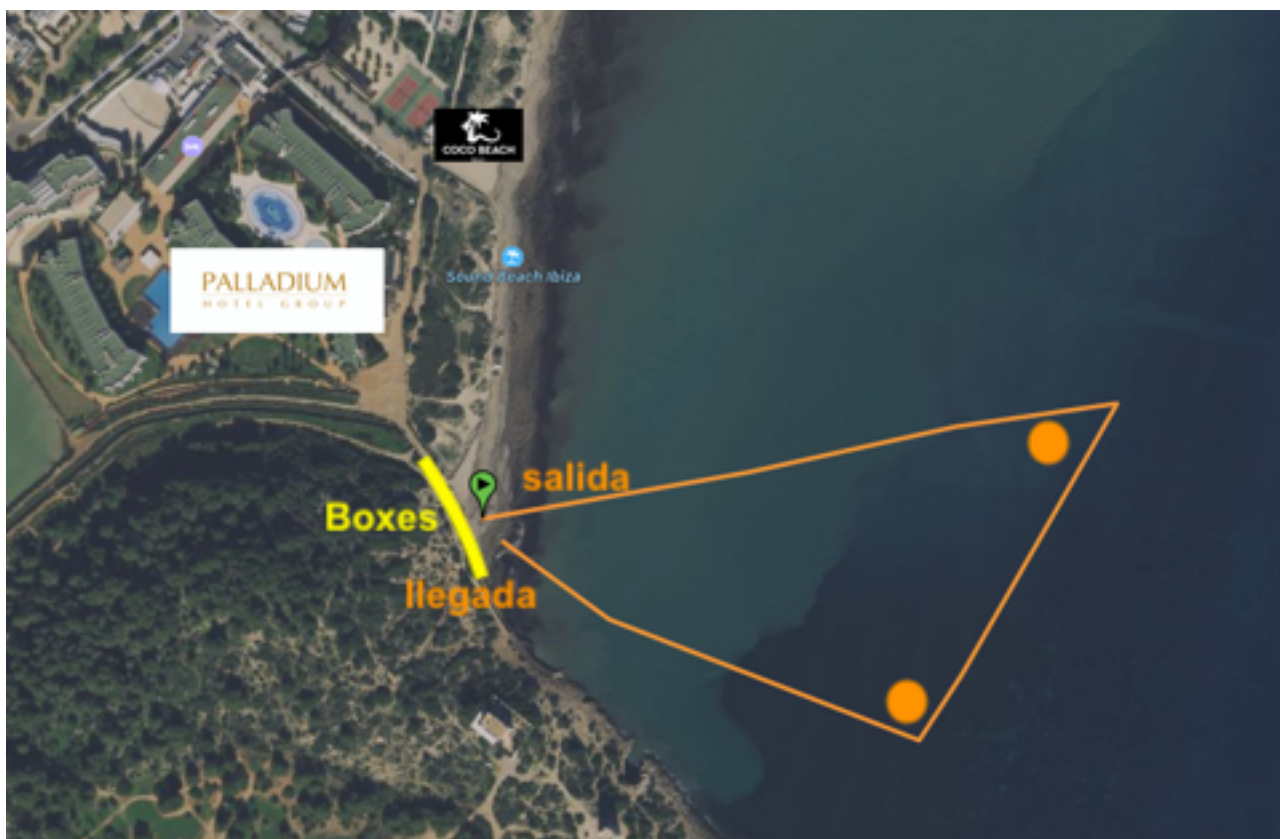 COCO BEACH
Sound Beach Ibiza
PALLADIUM
HOTEL GROUP
salida
Boxes
llegada